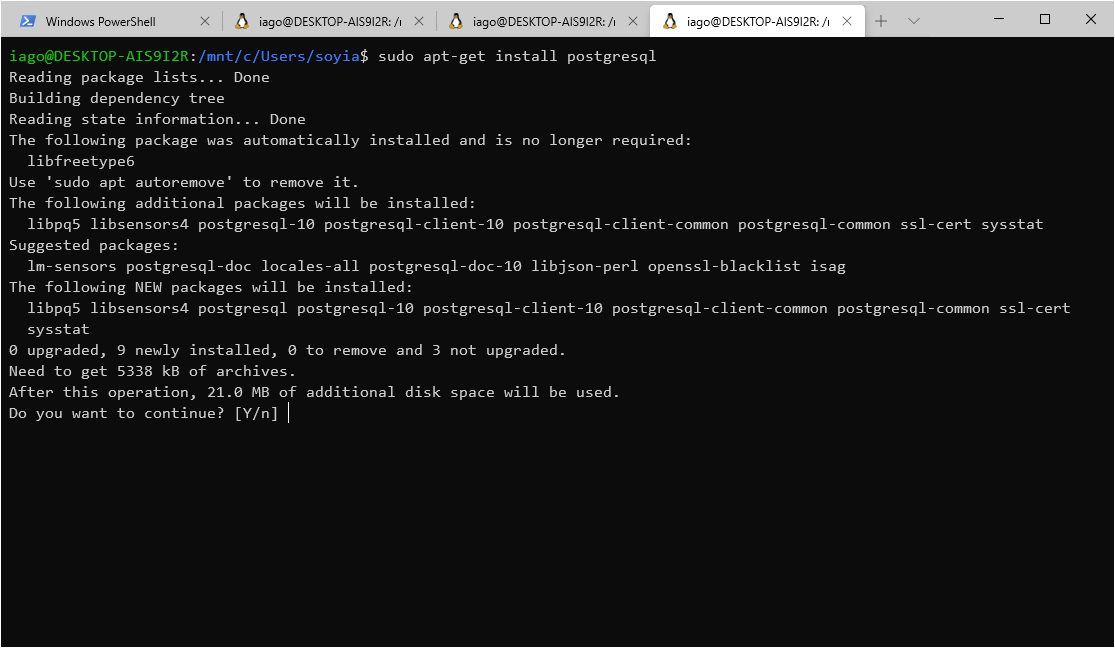 Windows PowerShell
iago@DESKTOP-AIS9I2R: /r
iago@DESKTOP-AIS9I2R: /r
iago@DESKTOP-AIS9I2R: /r
iago@DESKTOP-AIS9I2R:/mnt/c/Users/soyia$ sudo apt-get install postgresql
Reading package lists... Done
Building dependency tree
Reading state information... Done
The following package was automatically installed and is no longer required:
  libfreetype6
Use 'sudo apt autoremove' to remove it.
The following additional packages will be installed:
  libpq5 libsensors4 postgresql-10 postgresql-client-10 postgresql-client-common postgresql-common ssl-cert sysstat
Suggested packages:
  lm-sensors postgresql-doc locales-all postgresql-doc-10 libjson-perl openssl-blacklist isag
The following NEW packages will be installed:
  libpq5 libsensors4 postgresql postgresql-10 postgresql-client-10 postgresql-client-common postgresql-common ssl-cert
  sysstat
0 upgraded, 9 newly installed, 0 to remove and 3 not upgraded.
Need to get 5338 kB of archives.
After this operation, 21.0 MB of additional disk space will be used.
Do you want to continue? [Y/n]